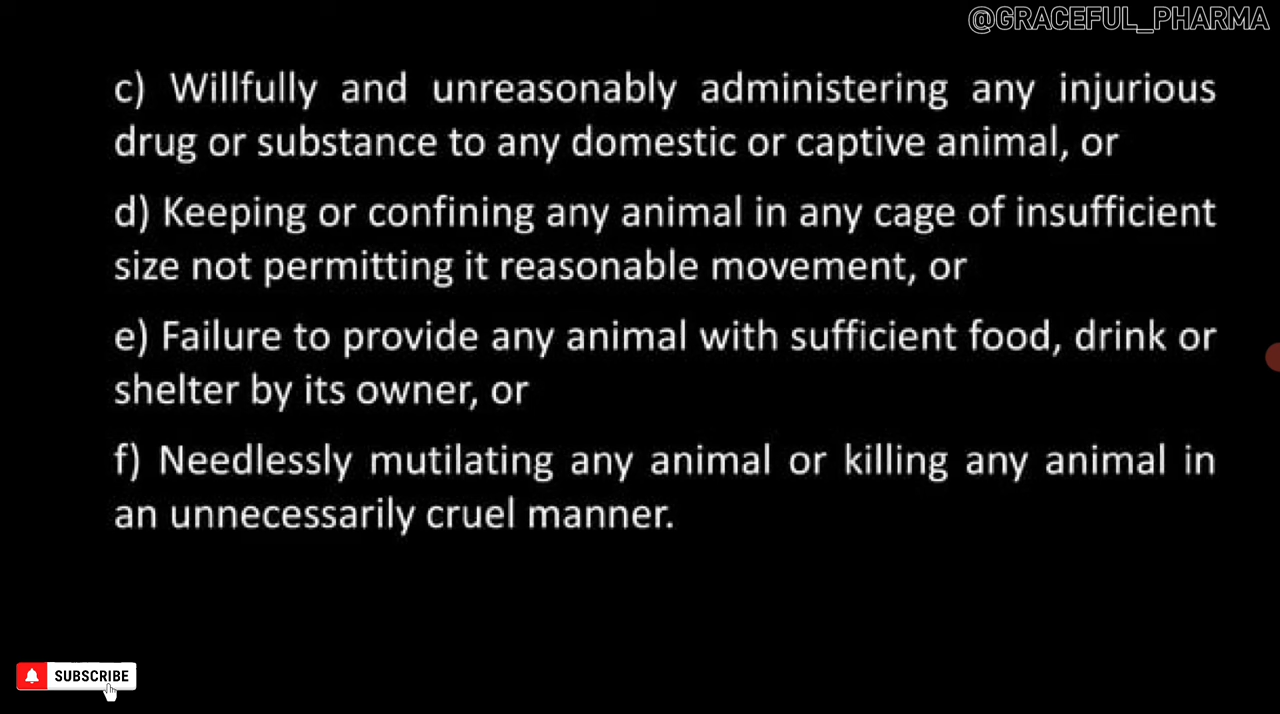 @GRACEFUL_PHARMA
c) Willfully and unreasonably administering any injurious
drug or substance to any domestic or captive animal, or
d) Keeping or confining any animal in any cage of insufficient
size not permitting it reasonable movement, or
e) Failure to provide any animal with sufficient food, drink or
shelter by its owner, or
f) Needlessly mutilating any animal or killing any animal in
an unnecessarily cruel manner.
SUBSCRIBE